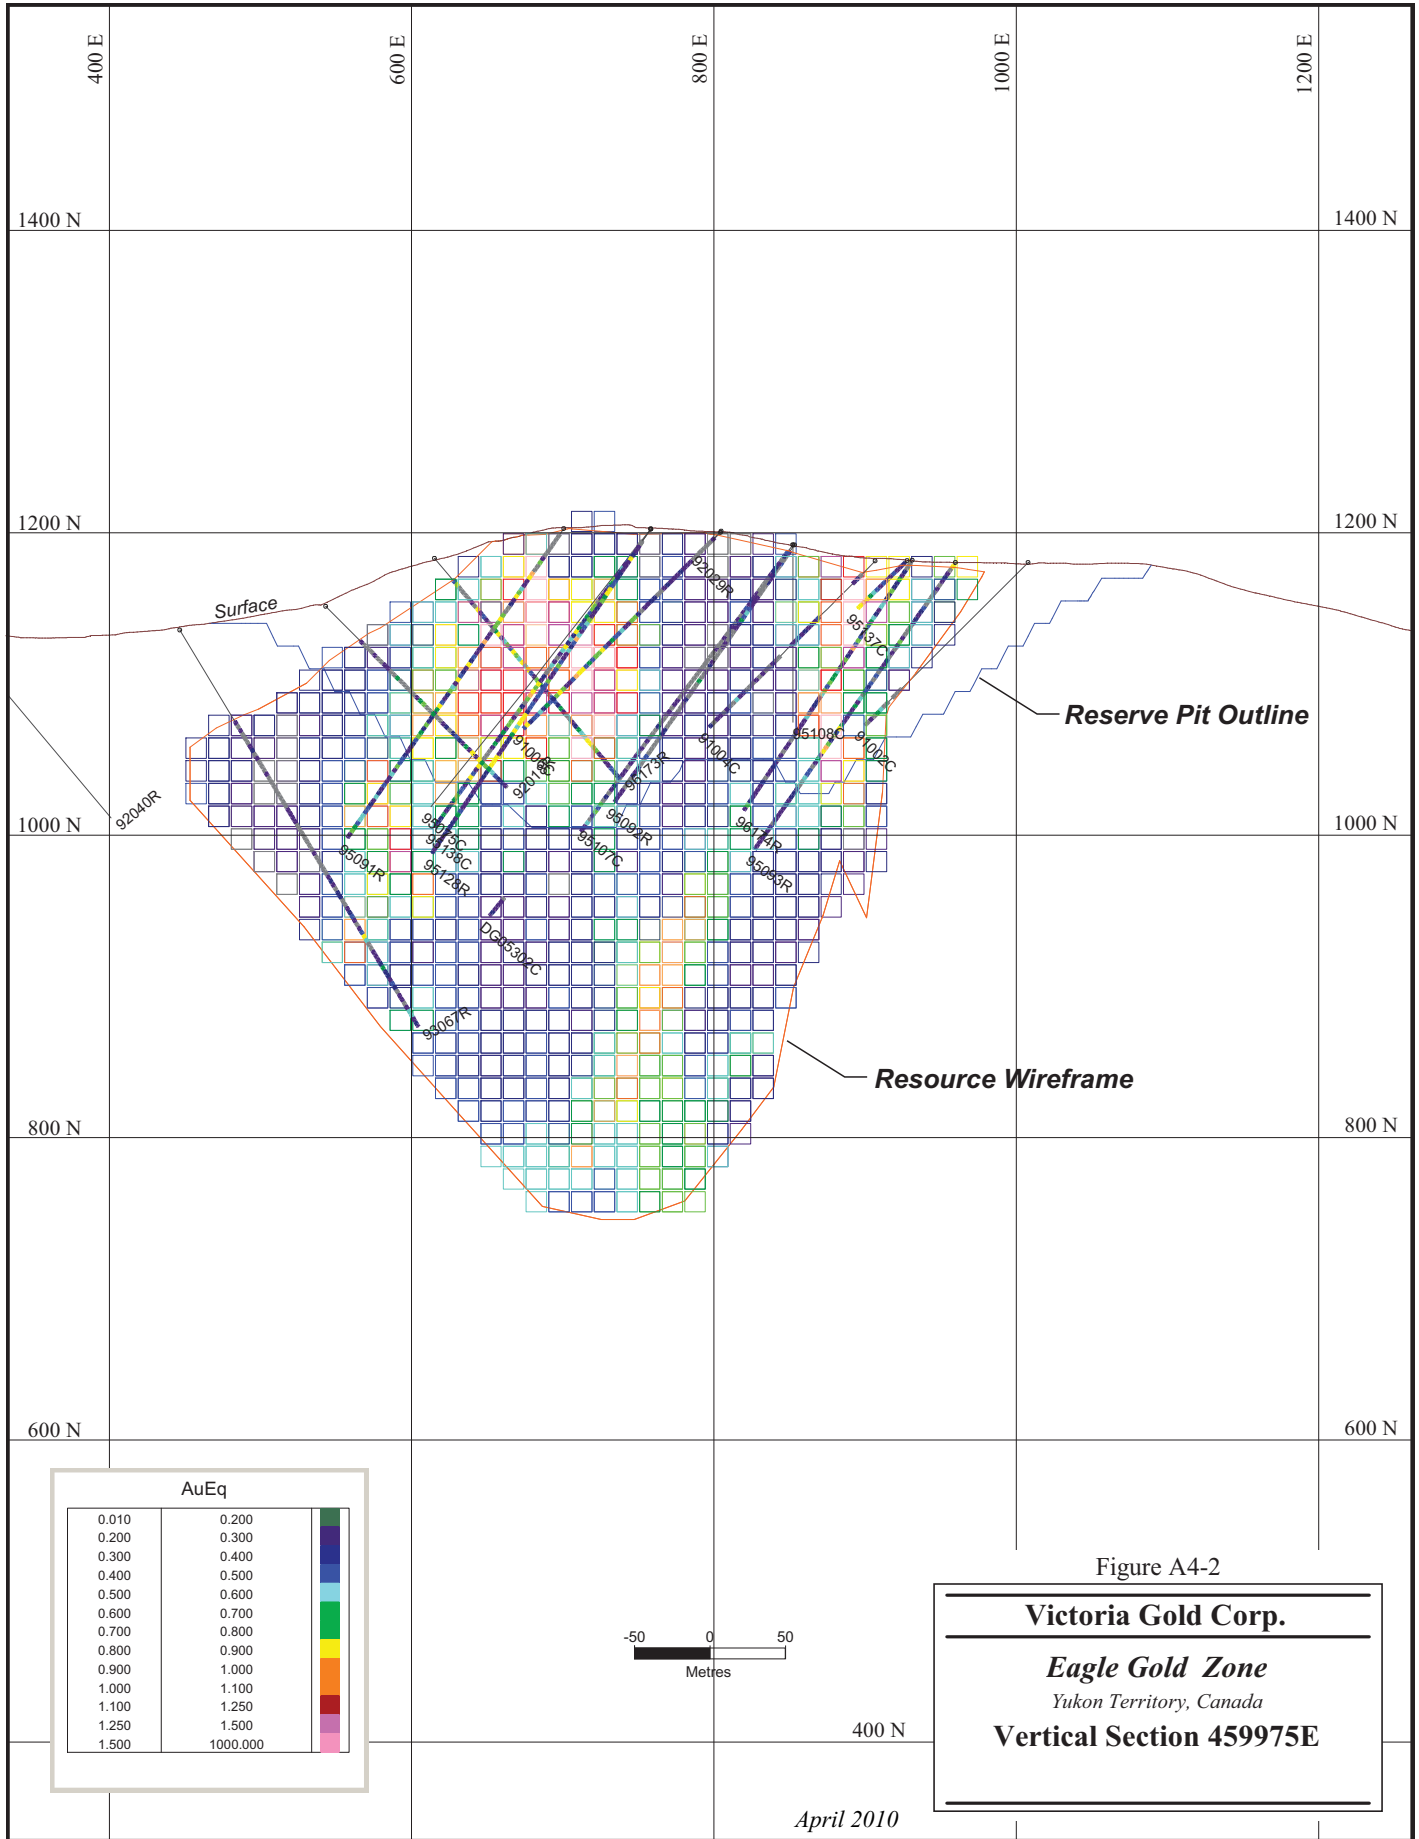 400 E
600 E
800 E
1000 E
1200 E
1400 N
1400 N
1200 N
1200 N
Surface
92029R
95137C
Reserve Pit Outline
95108C
91002C
91004C
95173R
92040R
1000 N
1000 N
95075C
95138C
95128R
95091R
95092R
95107C
96174R
95093R
DG05302C
93067R
Resource Wireframe
800 N
800 N
600 N
600 N
AuEq
0.010 0.200
0.200 0.300
0.300 0.400
0.400 0.500
0.500 0.600
0.600 0.700
0.700 0.800
0.800 0.900
0.900 1.000
1.000 1.100
1.100 1.250
1.250 1.500
1.500 1000.000
-50 0 50
Metres
400 N
Figure A4-2
Victoria Gold Corp.
Eagle Gold Zone
Yukon Territory, Canada
Vertical Section 459975E
April 2010